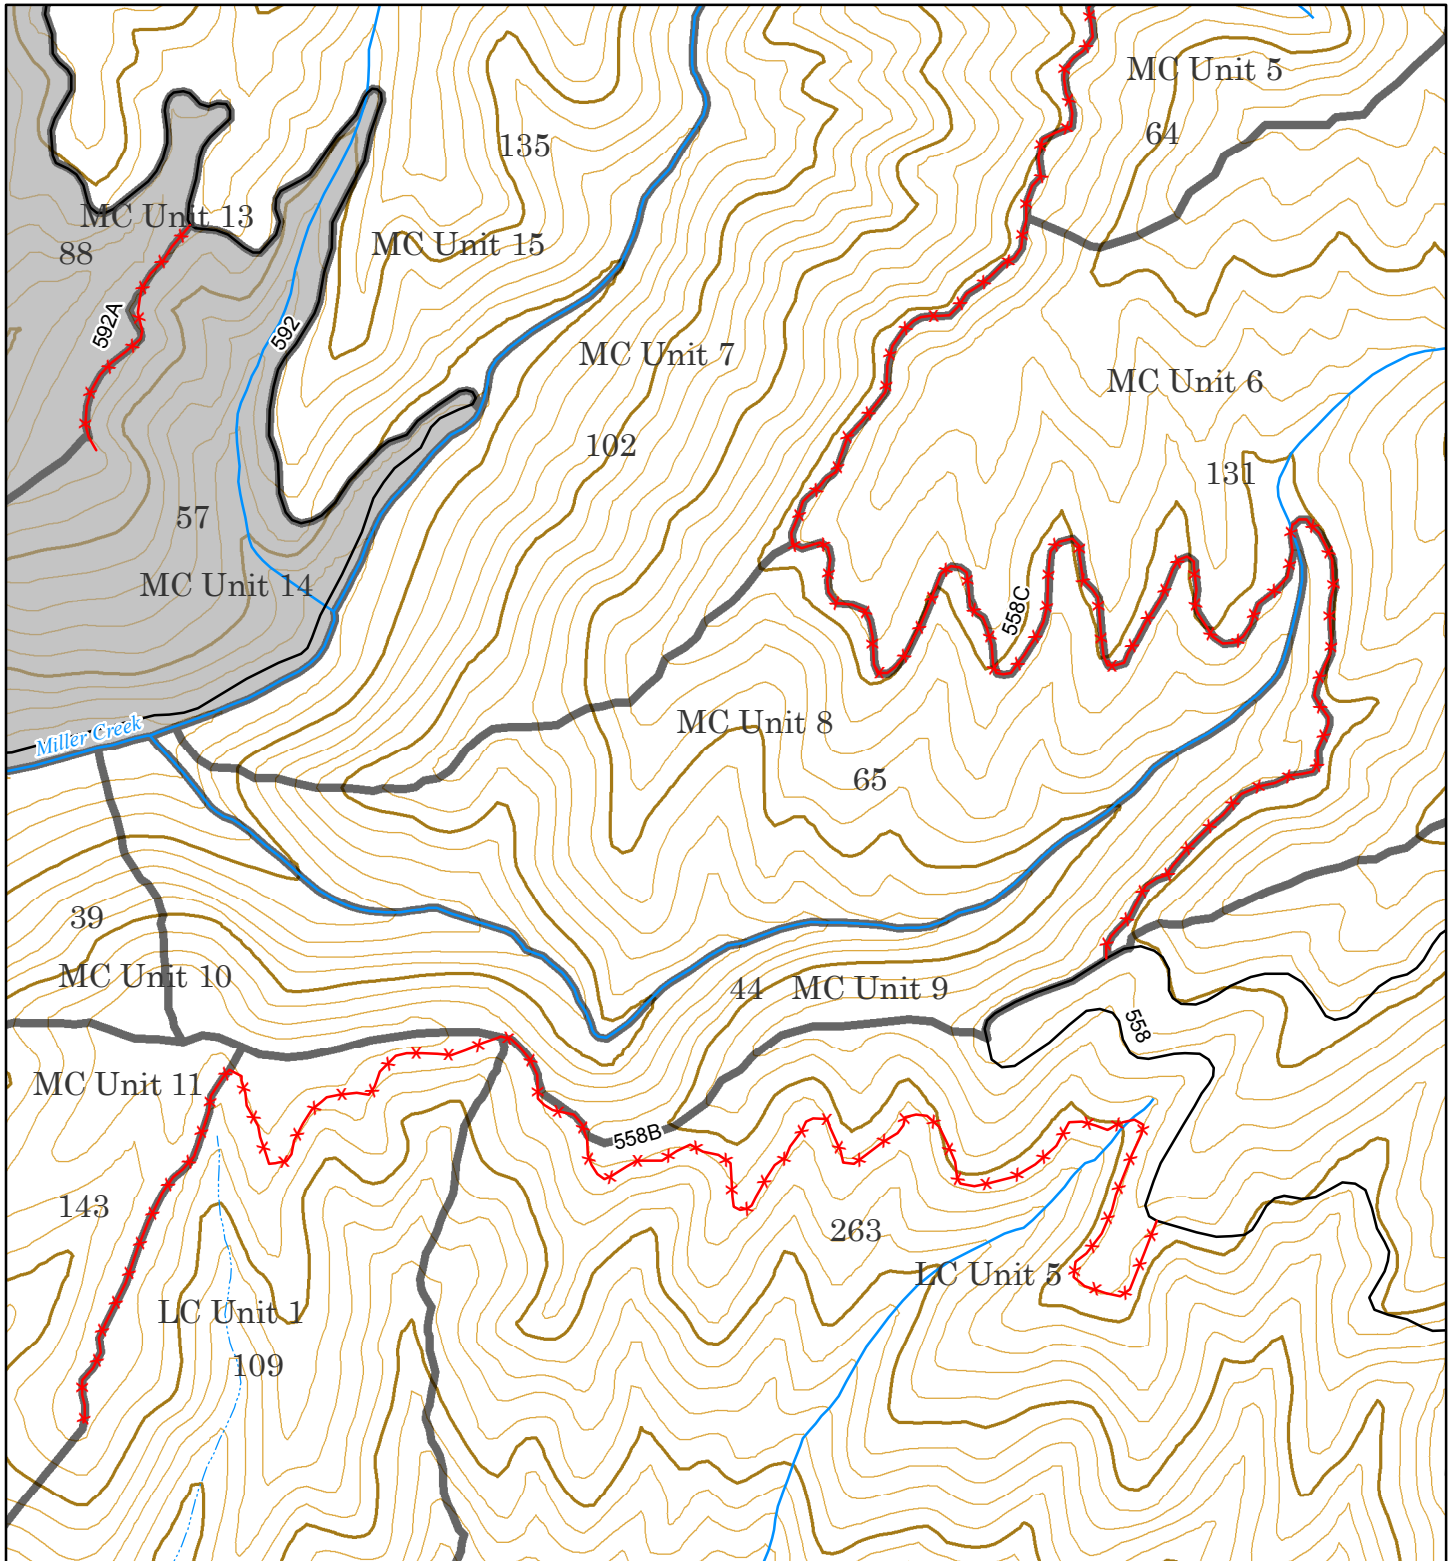 MC Unit 5
64
135
MC Unit 13
88
MC Unit 15
592A
592
MC Unit 7
MC Unit 6
102
131
57
MC Unit 14
558C
MC Unit 8
Miller Creek
65
39
MC Unit 10
44 MC Unit 9
558
MC Unit 11
558B
143
263
LC Unit 5
LC Unit 1
109